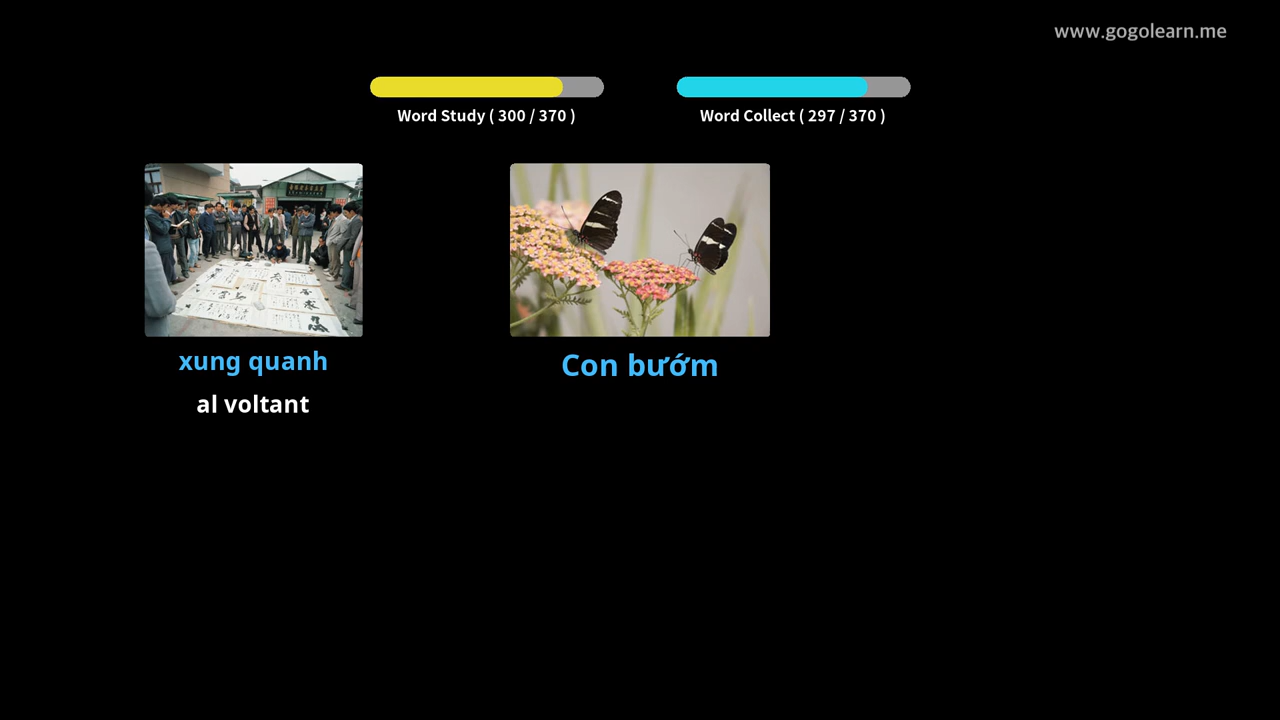 www.gogolearn.me
Word Study ( 300 / 370 )
Word Collect ( 297 / 370 )
xung quanh
al voltant
Con bướm